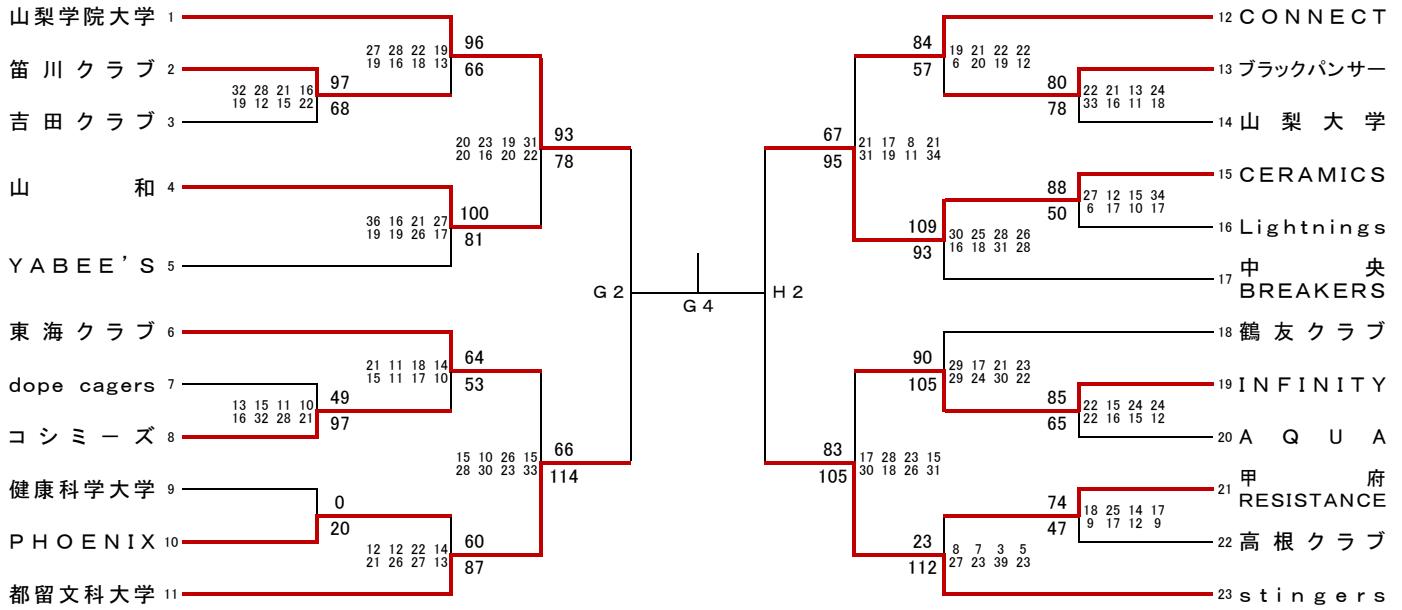 山梨学院大学 1
27 28 22 19
19 16 18 13
96
66
笛川クラブ 2
32 28 21 16
19 12 15 22
97
68
吉田クラブ 3
20 23 19 31
20 16 20 22
93
78
山和 4
36 16 21 27
19 19 26 17
100
81
YABEE'S 5
G2
東海クラブ 6
21 11 18 14
15 11 17 10
64
53
dope cagers 7
13 15 11 10
16 32 28 21
49
97
コシミーズ 8
15 10 26 15
28 30 23 33
66
114
健康科学大学 9
0
20
PHOENIX 10
12 12 22 14
21 26 27 13
60
87
都留文科大学 11
G4
12 CONNECT
84
57
19 21 22 22
6 20 19 12
13 ブラックパンサー
80
78
22 21 13 24
33 16 11 18
14 山梨大学
67
95
21 17 8 21
31 19 11 34
15 CERAMICS
88
50
27 12 15 34
6 17 10 17
16 Lightnings
109
93
30 25 28 26
16 18 31 28
17 中央
BREAKERS
H2
18 鶴友クラブ
90
105
29 17 21 23
29 24 30 22
19 INFINITY
85
65
22 15 24 24
22 16 15 12
20 AQUA
83
105
17 28 23 15
30 18 26 31
21 甲府
RESISTANCE
74
47
18 25 14 17
9 17 12 9
22 高根クラブ
23
112
8 7 3 5
27 23 39 23
23 stingers